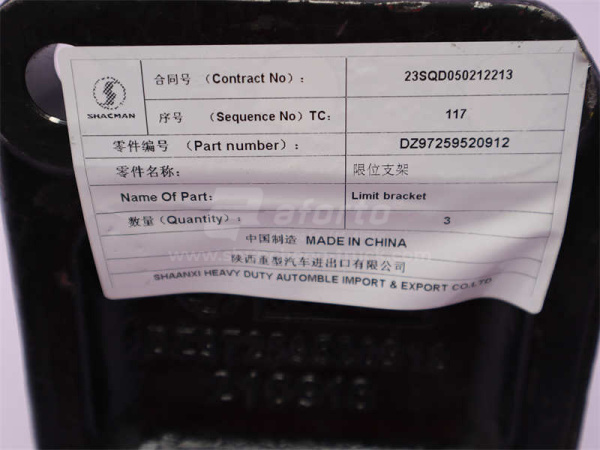 SHACMAN
合同号 (Contract No): 23SQD050212213
序号 (Sequence No) TC: 117
零件编号 (Part number): DZ97259520912
零件名称: 限位支架
Name Of Part: Limit bracket
数量 (Quantity): 3
中国制造 MADE IN CHINA
陕西重型汽车进出口有限公司
SHAANXI HEAVY DUTY AUTOMBLE IMPORT & EXPORT CO.LTD
aforto